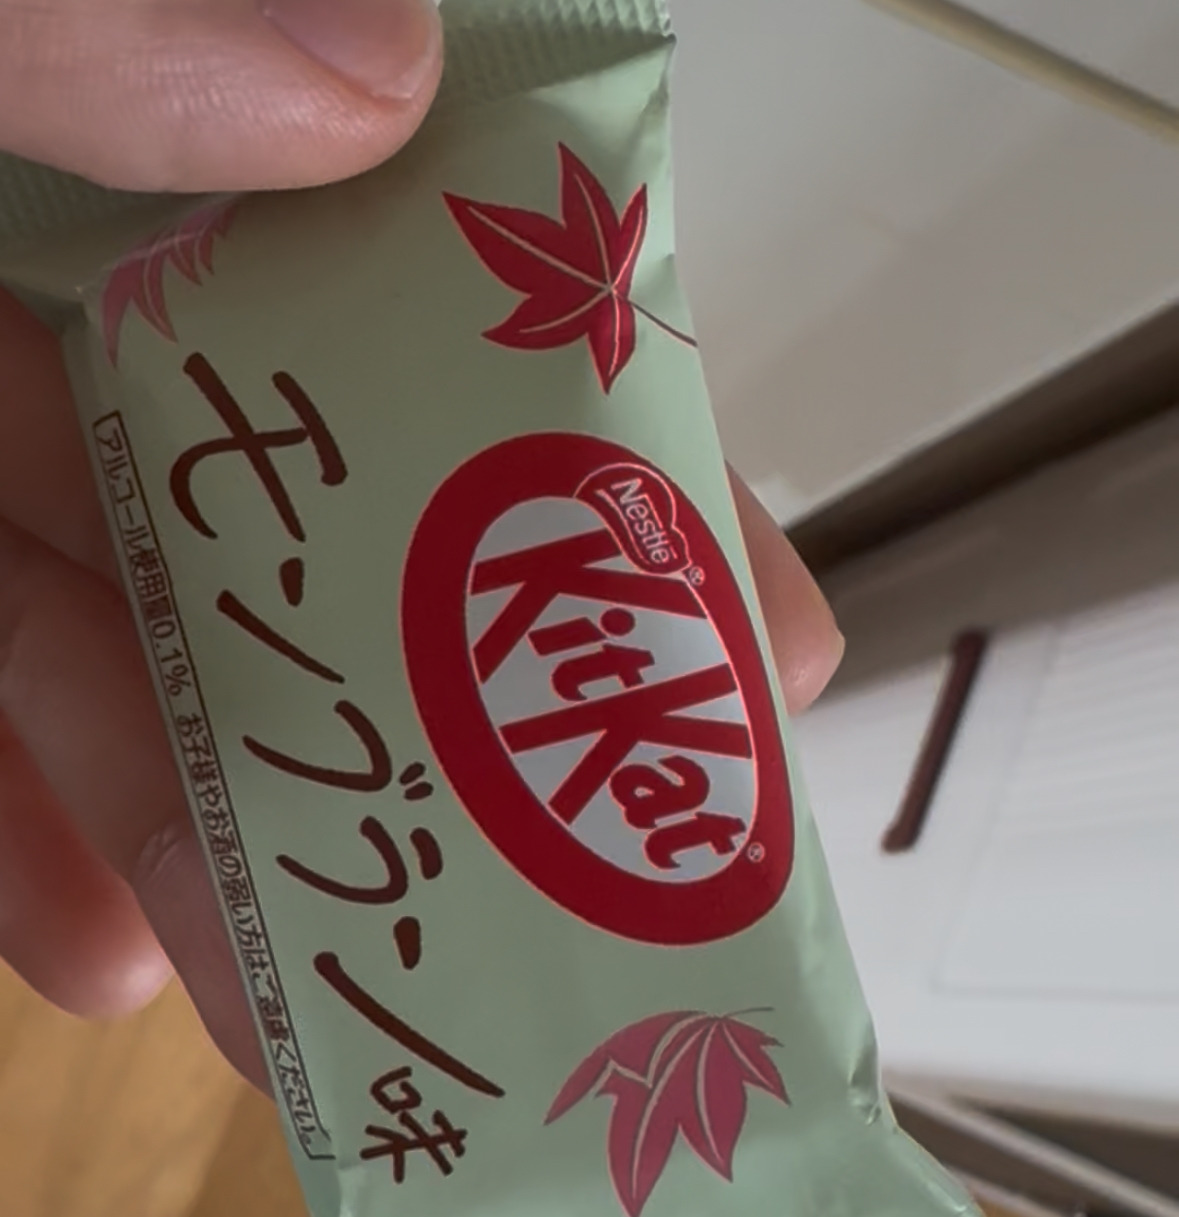 Nestlé®
KitKat®
モンブラン味
アルコール使用量0.1% お子様やお酒の弱い方はご遠慮ください。